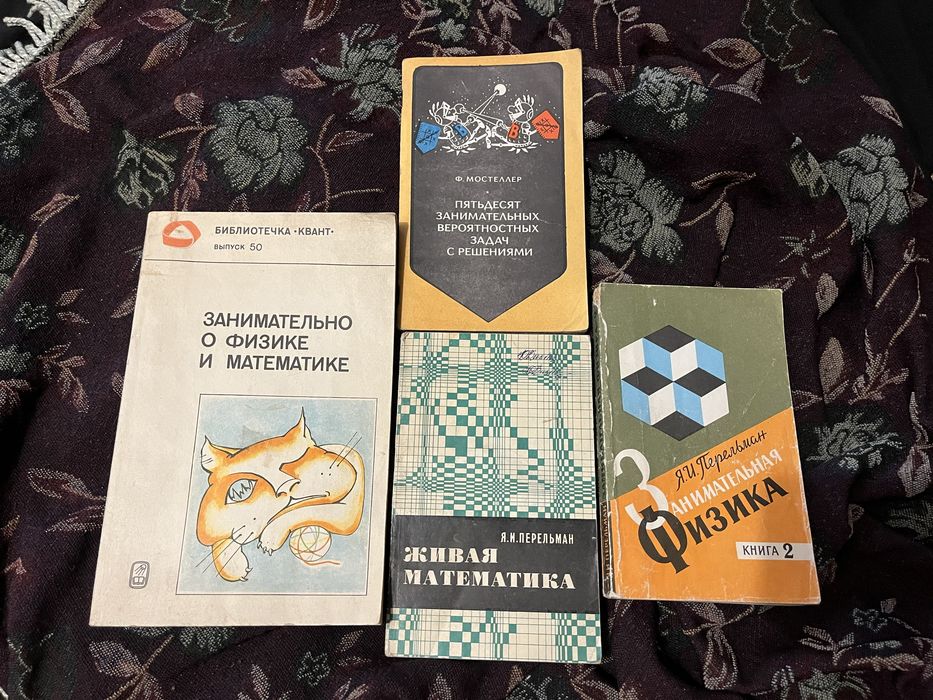 БИБЛИОТЕЧКА «КВАНТ»
ВЫПУСК 50
ЗАНИМАТЕЛЬНО
О ФИЗИКЕ
И МАТЕМАТИКЕ
Ф. МОСТЕЛЛЕР
ПЯТЬДЕСЯТ
ЗАНИМАТЕЛЬНЫХ
ВЕРОЯТНОСТНЫХ
ЗАДАЧ
С РЕШЕНИЯМИ
В
Я.И.ПЕРЕЛЬМАН
ЖИВАЯ
МАТЕМАТИКА
Я.И.Перельман
ЗАНИМАТЕЛЬНАЯ
ФИЗИКА
КНИГА 2